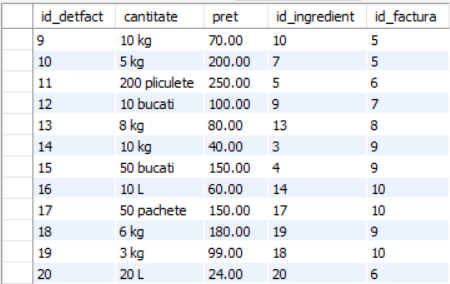 id_detfact cantitate pret id_ingredient id_factura
9 10 kg 70.00 10 5
10 5 kg 200.00 7 5
11 200 pliculete 250.00 5 6
12 10 bucati 100.00 9 7
13 8 kg 80.00 13 8
14 10 kg 40.00 3 9
15 50 bucati 150.00 4 9
16 10 L 60.00 14 10
17 50 pachete 150.00 17 10
18 6 kg 180.00 19 9
19 3 kg 99.00 18 10
20 20 L 24.00 20 6